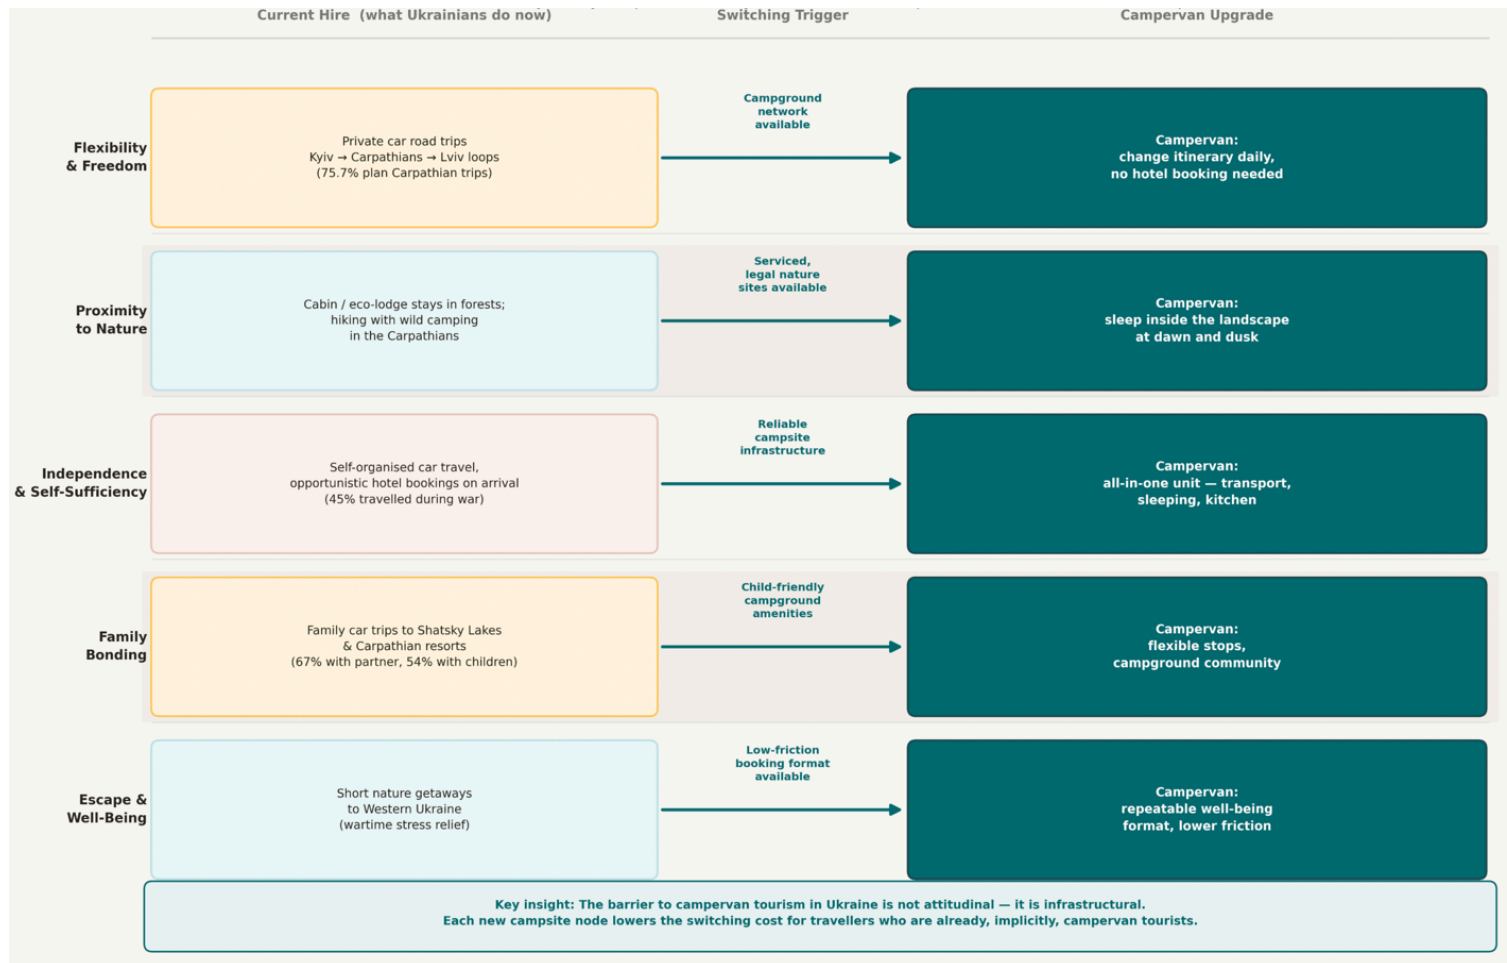 Current Hire (what Ukrainians do now)
Switching Trigger
Campervan Upgrade
Flexibility
& Freedom
Private car road trips
Kyiv → Carpathians → Lviv loops
(75.7% plan Carpathian trips)
Campground
network
available
Campervan:
change itinerary daily,
no hotel booking needed
Proximity
to Nature
Cabin / eco-lodge stays in forests;
hiking with wild camping
in the Carpathians
Serviced,
legal nature
sites available
Campervan:
sleep inside the landscape
at dawn and dusk
Independence
& Self-Sufficiency
Self-organised car travel,
opportunistic hotel bookings on arrival
(45% travelled during war)
Reliable
campsite
infrastructure
Campervan:
all-in-one unit — transport,
sleeping, kitchen
Family
Bonding
Family car trips to Shatsky Lakes
& Carpathian resorts
(67% with partner, 54% with children)
Child-friendly
campground
amenities
Campervan:
flexible stops,
campground community
Escape &
Well-Being
Short nature getaways
to Western Ukraine
(wartime stress relief)
Low-friction
booking format
available
Campervan:
repeatable well-being
format, lower friction
Key insight: The barrier to campervan tourism in Ukraine is not attitudinal — it is infrastructural.
Each new campsite node lowers the switching cost for travellers who are already, implicitly, campervan tourists.